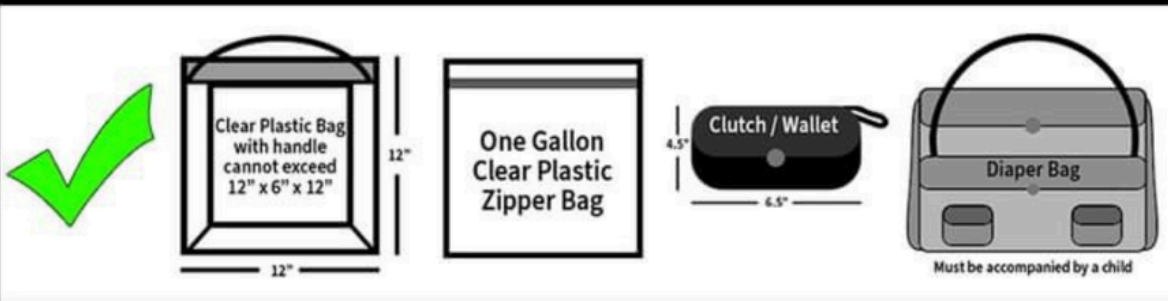 Clear Plastic Bag
with handle
cannot exceed
12” x 6” x 12”
12”
12”
One Gallon
Clear Plastic
Zipper Bag
4.5"
Clutch / Wallet
6.5"
Diaper Bag
Must be accompanied by a child